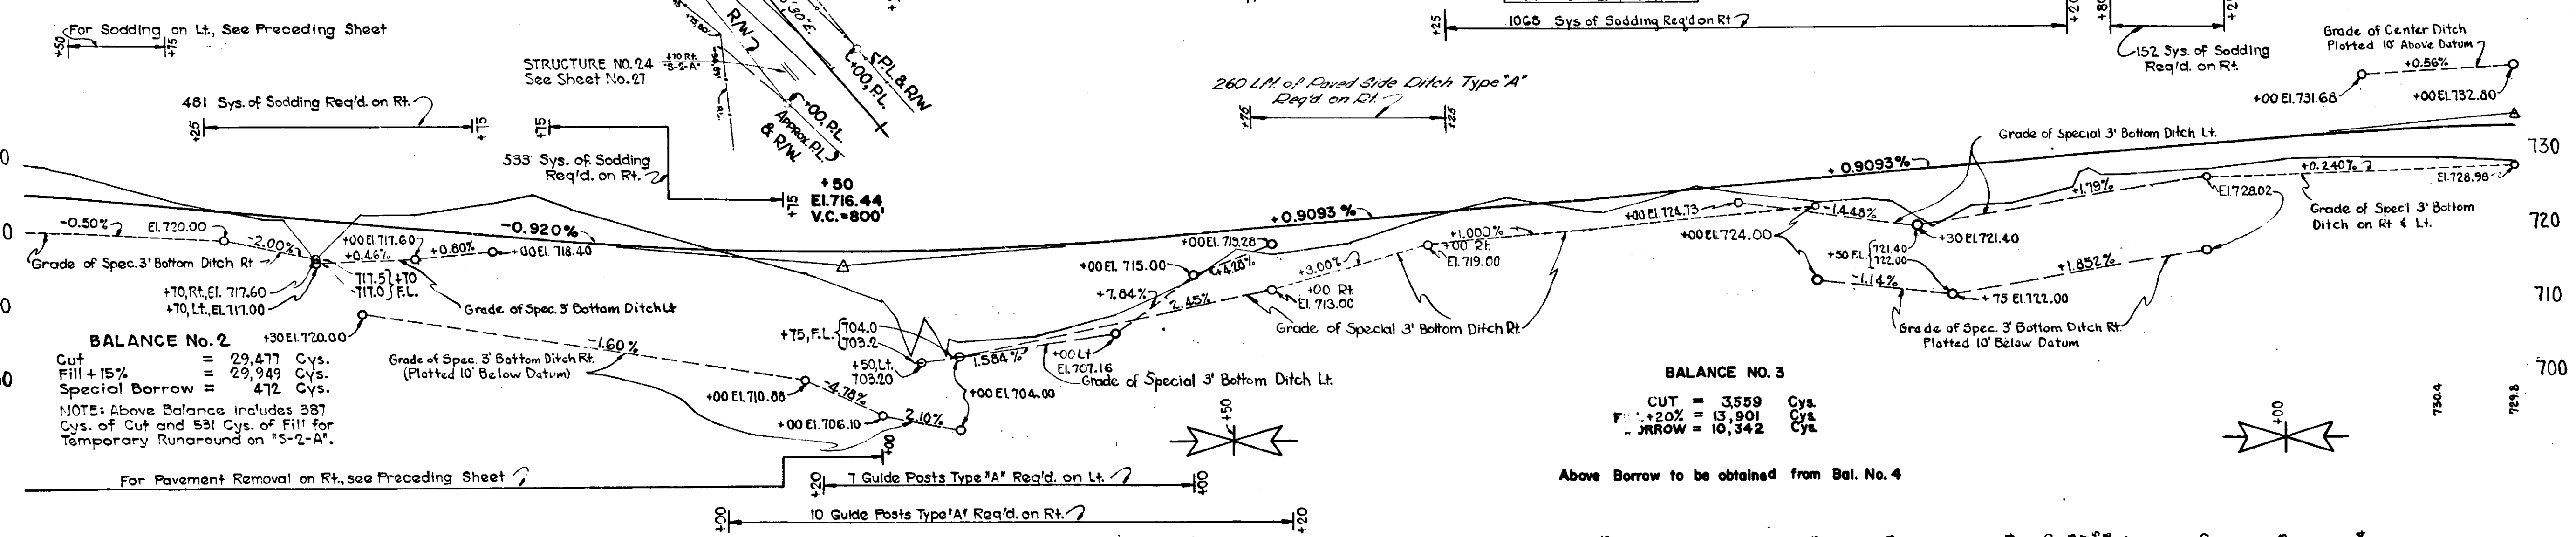 For Sodding on Lt., See Preceding Sheet
+50
+75
481 Sys. of Sodding Req'd. on Rt.
+25
+75
STRUCTURE NO. 24
See Sheet No. 27
+70 Rt.
"S-2-A"
+75
533 Sys. of Sodding
Req'd. on Rt.
+75
R/W
+00, P.L.
Approx. P.L.
& R/W.
+00, P.L.
P.L. & R/W
+50
El. 716.44
V.C. = 800'
1068 Sys of Sodding Req'd on Rt
+25
260 Lft. of Paved Side Ditch Type "A"
Req'd. on Rt.
+75
+25
152 Sys. of Sodding
Req'd. on Rt.
Grade of Center Ditch
Plotted 10' Above Datum
+0.56%
+00 El. 731.68
+00 El. 732.80
Grade of Special 3' Bottom Ditch Lt.
730
720
710
700
-0.50%
El. 720.00
-2.00%
Grade of Spec. 3' Bottom Ditch Rt
+00 El. 717.60
+0.46%
+0.80%
+00 El. 718.40
-0.920%
717.5 } +70
717.0 } F.L.
+70, Rt., El. 717.60
+70, Lt., El. 717.00
Grade of Spec. 3' Bottom Ditch Lt
+30 El. 720.00
-1.60%
Grade of Spec. 3' Bottom Ditch Rt.
(Plotted 10' Below Datum)
+00 El. 710.88
-4.78%
+00 El. 706.10
2.10%
+00 El. 704.00
+75, F.L. { 704.0
703.2
+50, Lt.
703.20
1.584%
+00 Lt
El. 707.16
Grade of Special 3' Bottom Ditch Lt.
+7.84%
2.45%
+00 El. 715.00
+4.28%
+00 El. 719.28
+0.9093%
+00 Rt
El. 713.00
+3.00%
Grade of Special 3' Bottom Ditch Rt
+1.000%
+00 Rt.
El. 719.00
+00 El. 724.73
+00 El. 724.00
-1.448%
+0.9093%
+30 El. 721.40
+50 F.L. { 721.40
722.00
-1.14%
+75 El. 722.00
+1.852%
+1.79%
El. 728.02
+0.240%
El. 728.98
Grade of Spec'l 3' Bottom
Ditch on Rt & Lt.
Grade of Spec. 3' Bottom Ditch Rt.
Plotted 10' Below Datum
BALANCE No. 2
Cut = 29,477 Cys.
Fill + 15% = 29,949 Cys.
Special Borrow = 472 Cys.
NOTE: Above Balance includes 387
Cys. of Cut and 531 Cys. of Fill for
Temporary Runaround on "S-2-A".
For Pavement Removal on Rt., see Preceding Sheet
+00
+20
7 Guide Posts Type "A" Req'd. on Lt.
+00
+00
10 Guide Posts Type "A" Req'd. on Rt.
+20
+50
BALANCE NO. 3
CUT = 3,559 Cys.
+20% = 13,901 Cys.
= 10,342 Cys.
Above Borrow to be obtained from Bal. No. 4
+00
730.4
729.8